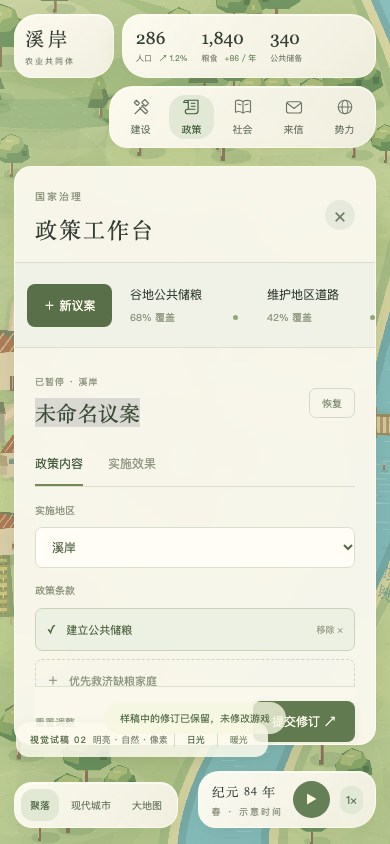 溪岸
农业共同体
286 1,840 340
人口 ↗ 1.2% 粮食 +86 / 年 公共储备
建设 政策 社会 来信 势力
国家治理
政策工作台
×
+ 新议案
谷地公共储粮
68% 覆盖
维护地区道路
42% 覆盖
已暂停 · 溪岸
未命名议案
恢复
政策内容 实施效果
实施地区
溪岸
政策条款
✓ 建立公共储粮 移除 ×
+ 优先救济缺粮家庭
样稿中的修订已保留，未修改游戏
提交修订 ↗
视觉试稿 02 明亮 · 自然 · 像素 日光 暖光
聚落 现代城市 大地图
纪元 84 年
春 · 示意时间
1×